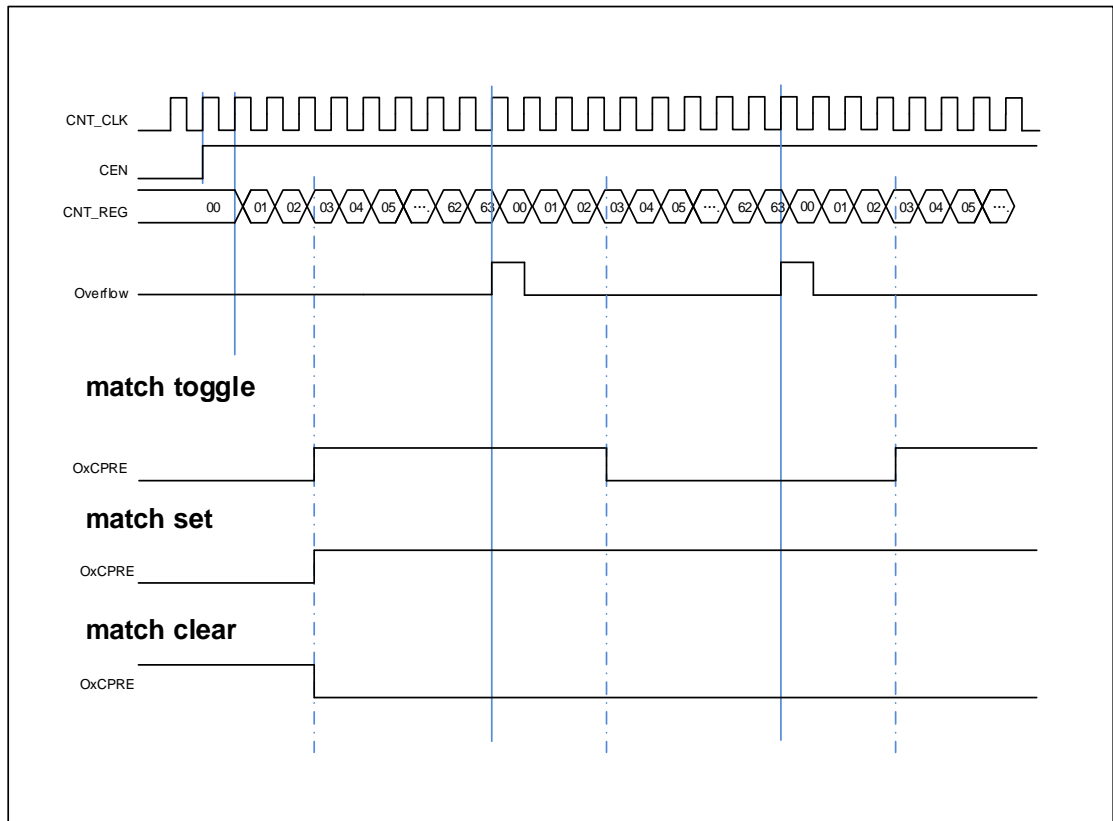 CNT_CLK
CEN
CNT_REG 00 01 02 03 04 05 ... 62 63 00 01 02 03 04 05 ... 62 63 00 01 02 03 04 05 ...
Overflow
match toggle
OxCPRE
match set
OxCPRE
match clear
OxCPRE